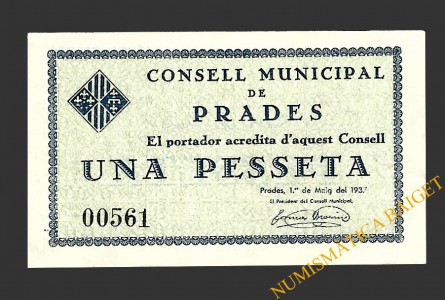 CONSELL MUNICIPAL
DE
PRADES
El portador acredita d'aquest Consell
UNA PESSETA
Prades, 1.er de Maig del 193
El President del Consell Municipal,
00561
NUMISMATICA BRIGET